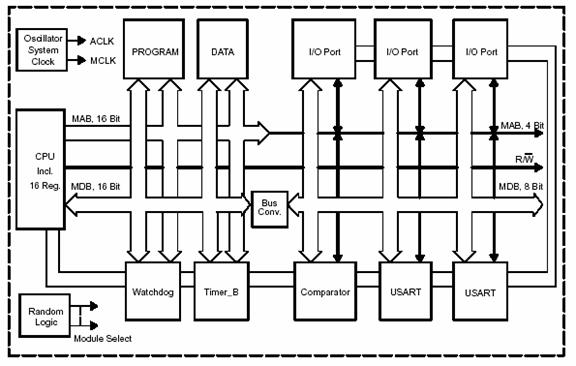 Oscillator
System
Clock
ACLK
MCLK
PROGRAM
DATA
I/O Port
I/O Port
I/O Port
MAB, 16 Bit
MAB, 4 Bit
CPU
Incl.
16 Reg.
R/W
MDB, 16 Bit
Bus
Conv.
MDB, 8 Bit
Watchdog
Timer_B
Comparator
USART
USART
Random
Logic
Module Select